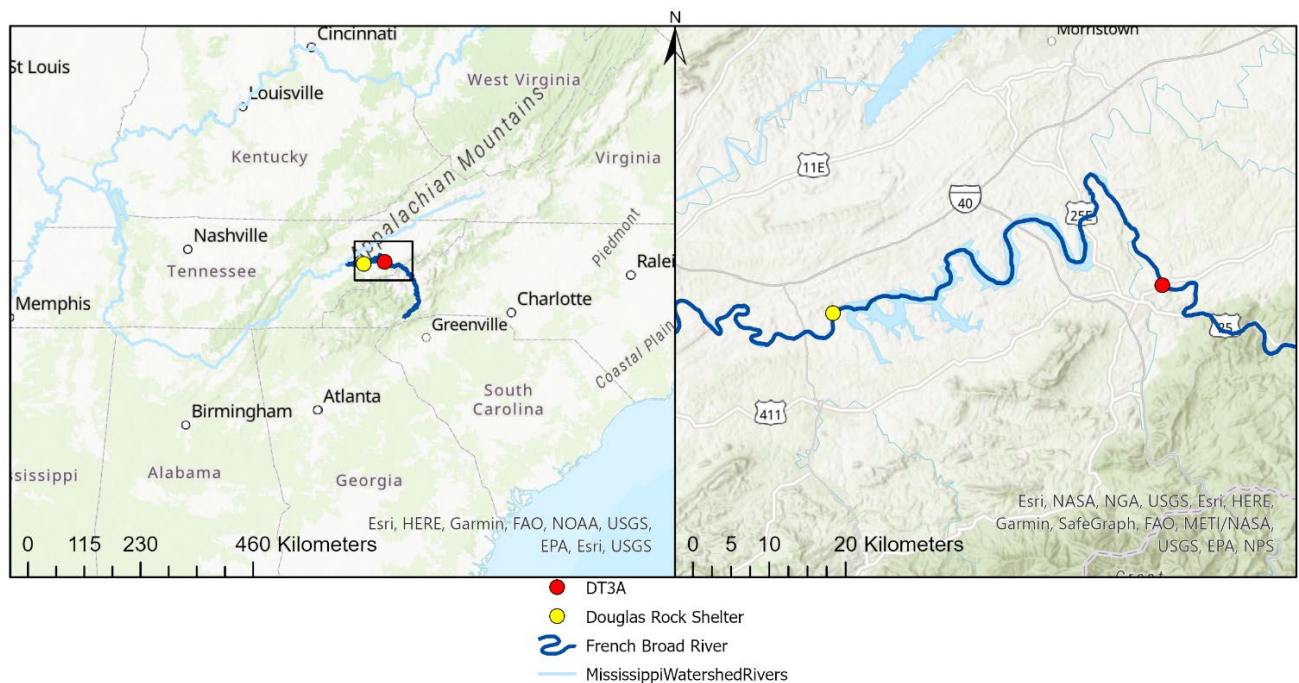 N
Cincinnati
St Louis
Louisville
West Virginia
Kentucky
Appalachian Mountains
Virginia
Nashville
Tennessee
Piedmont
Ralei
Memphis
Charlotte
Greenville
Coastal Plain
Birmingham
Atlanta
South
Carolina
ssissippi
Alabama
Georgia
Esri, HERE, Garmin, FAO, NOAA, USGS,
EPA, Esri, USGS
0 115 230 460 Kilometers
Morristown
11E
40
25E
25
411
Esri, NASA, NGA, USGS, Esri, HERE,
Garmin, SafeGraph, FAO, METI/NASA,
USGS, EPA, NPS
0 5 10 20 Kilometers
Great
DT3A
Douglas Rock Shelter
French Broad River
MississippiWatershedRivers